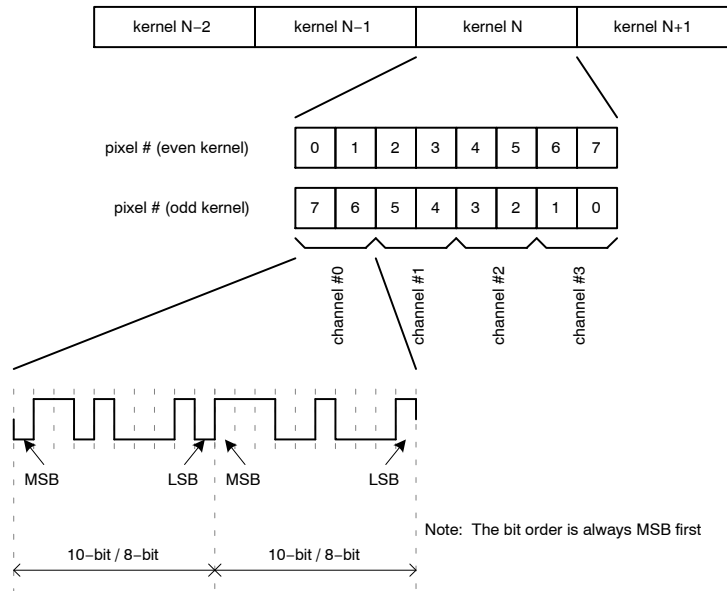 kernel N−2 kernel N−1 kernel N kernel N+1
pixel # (even kernel) 0 1 2 3 4 5 6 7
pixel # (odd kernel) 7 6 5 4 3 2 1 0
channel #0 channel #1 channel #2 channel #3
MSB LSB MSB LSB
Note: The bit order is always MSB first
10−bit / 8−bit 10−bit / 8−bit